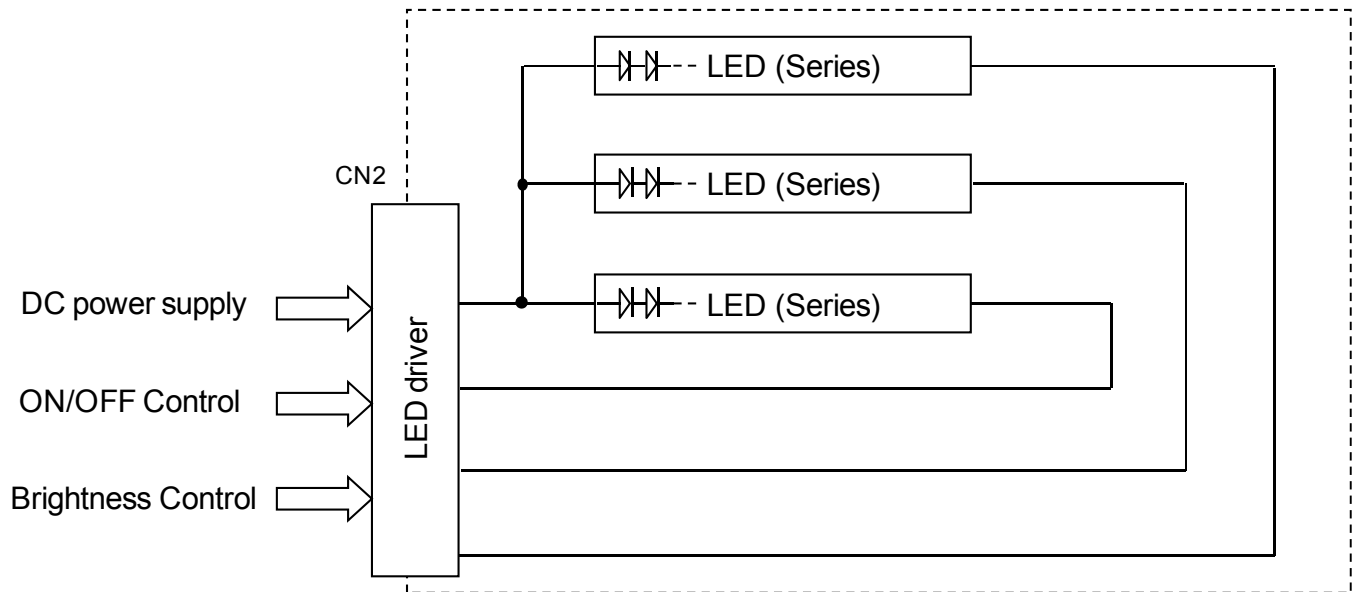 LED (Series)
LED (Series)
CN2
LED (Series)
DC power supply
LED driver
ON/OFF Control
Brightness Control